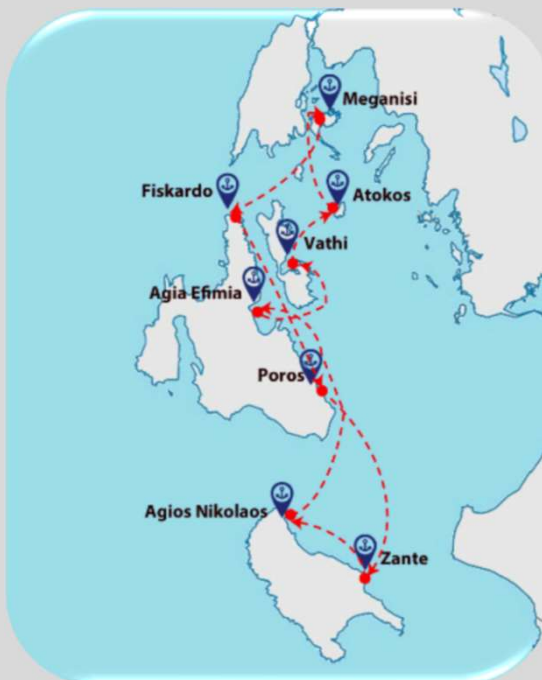 Meganisi
Fiskardo
Atokos
Vathi
Agia Efimia
Poros
Agios Nikolaos
Zante